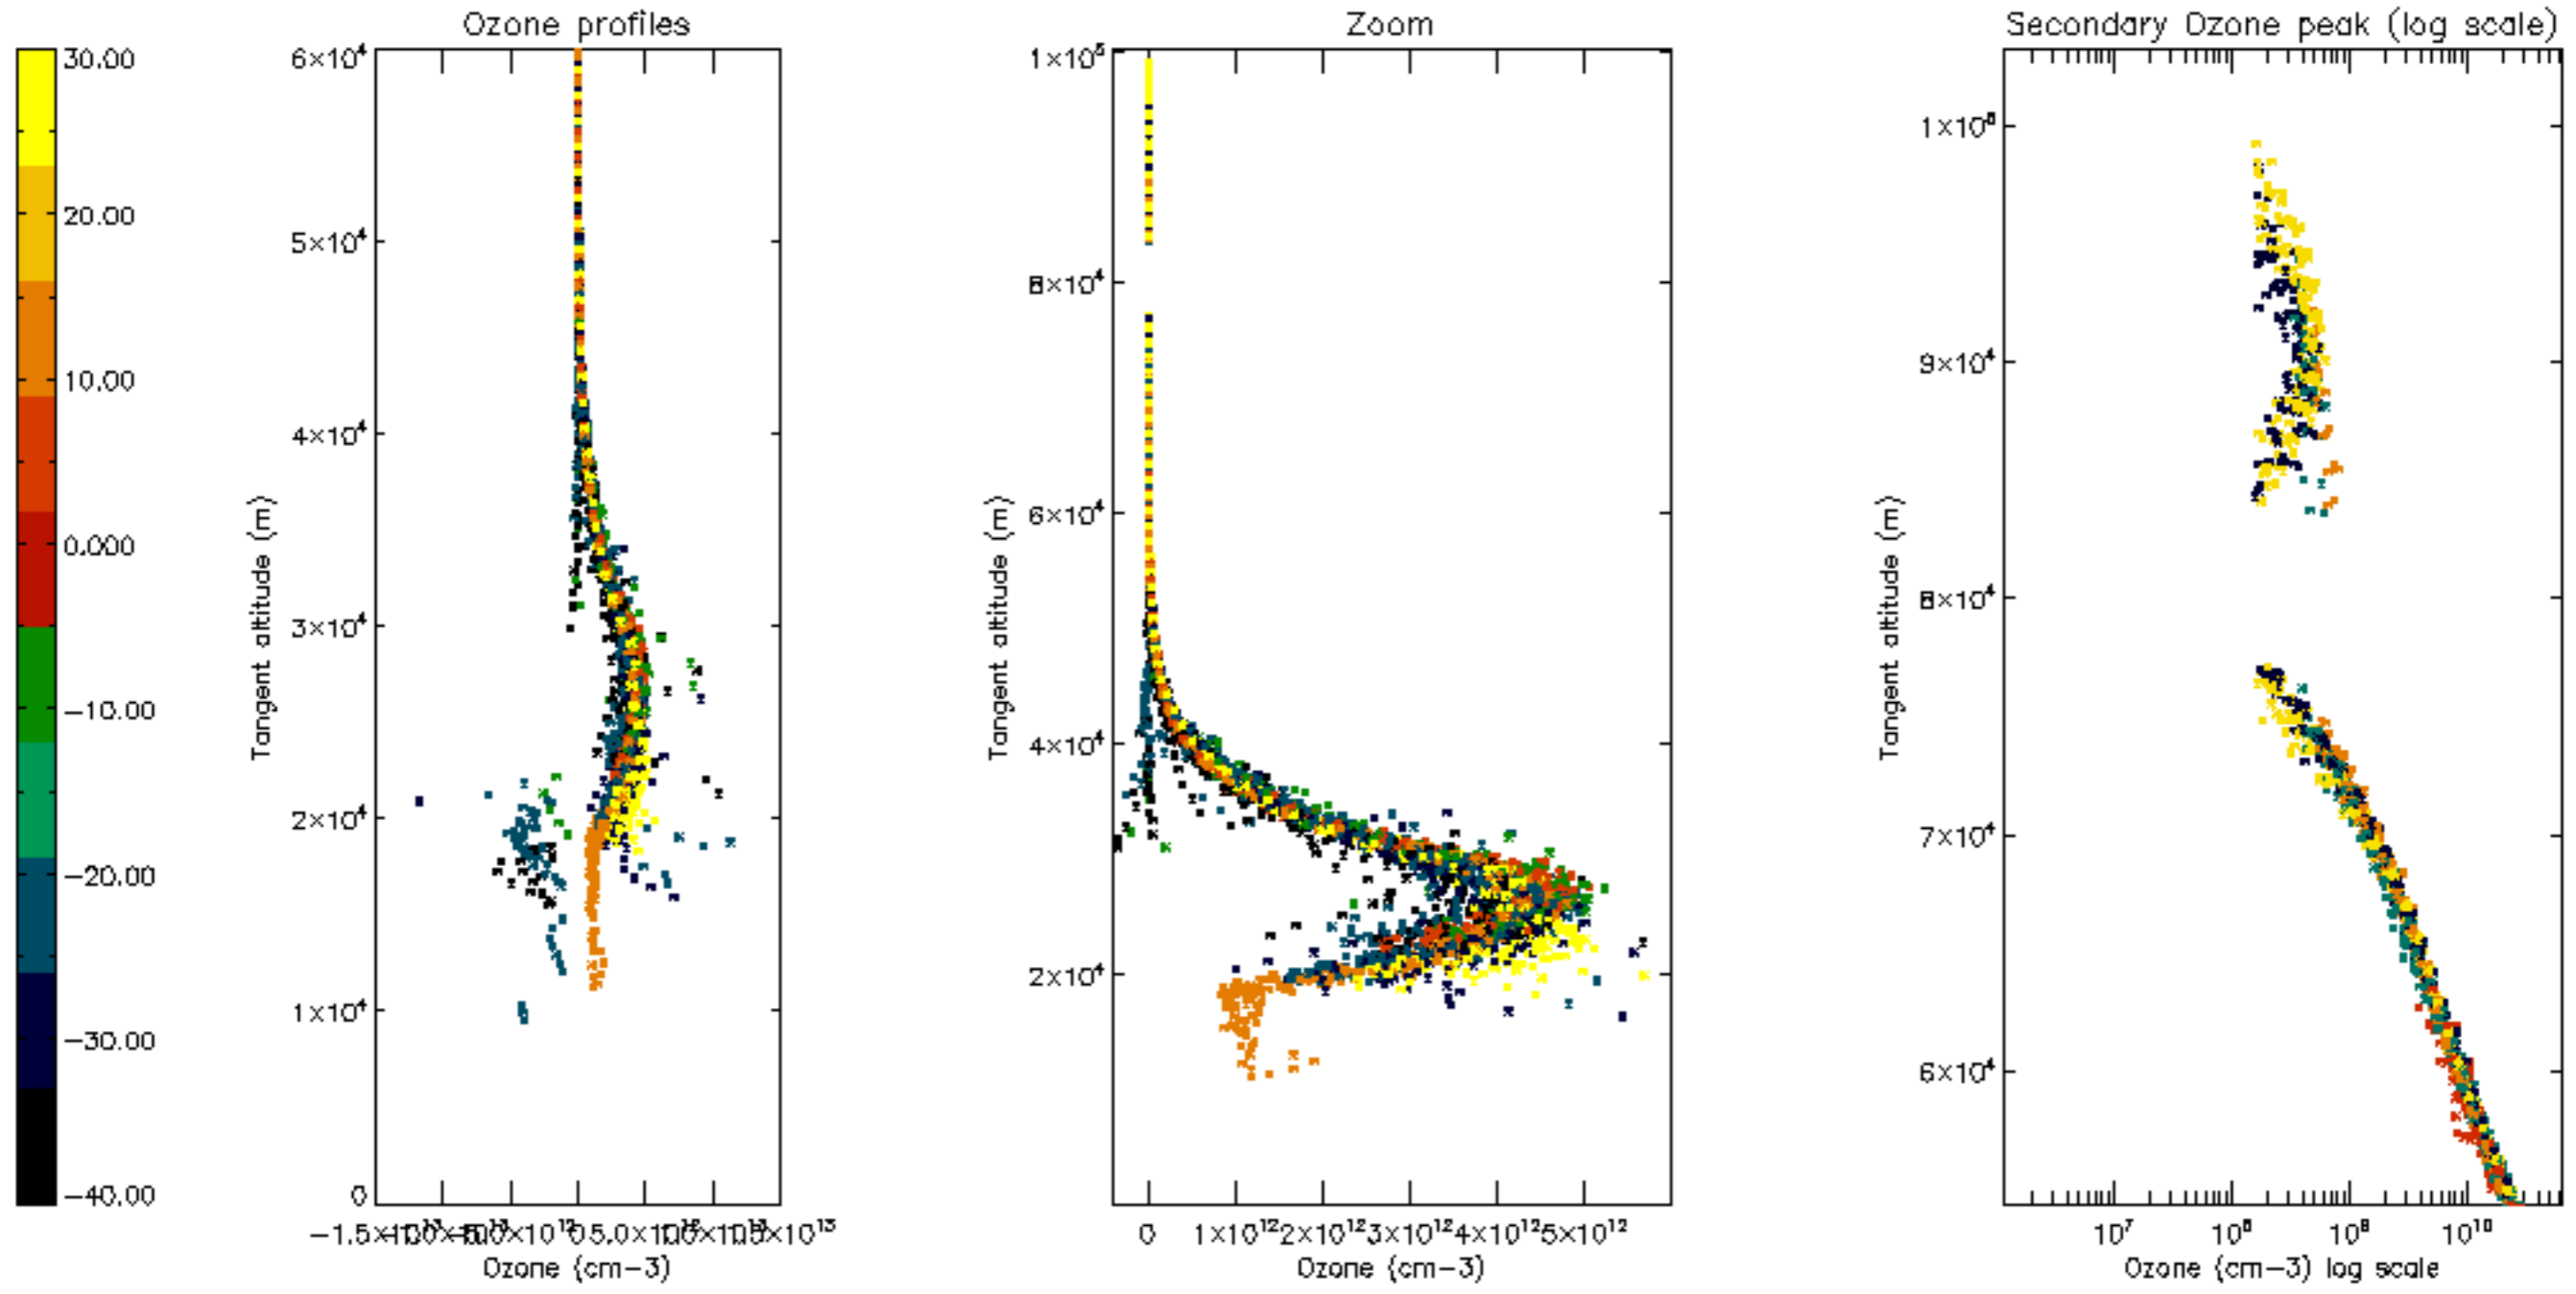 Ozone profiles
Zoom
Secondary Ozone peak (log scale)
30.00
20.00
10.00
0.000
−10.00
−20.00
−30.00
−40.00
6×10⁴
5×10⁴
4×10⁴
3×10⁴
2×10⁴
1×10⁴
0
Tangent altitude (m)
Ozone (cm−3)
1×10⁵
8×10⁴
6×10⁴
4×10⁴
2×10⁴
Tangent altitude (m)
0 1×10¹² 2×10¹² 3×10¹² 4×10¹² 5×10¹²
Ozone (cm−3)
1×10⁵
9×10⁴
8×10⁴
7×10⁴
6×10⁴
Tangent altitude (m)
10⁷ 10⁸ 10⁹ 10¹⁰
Ozone (cm−3) log scale